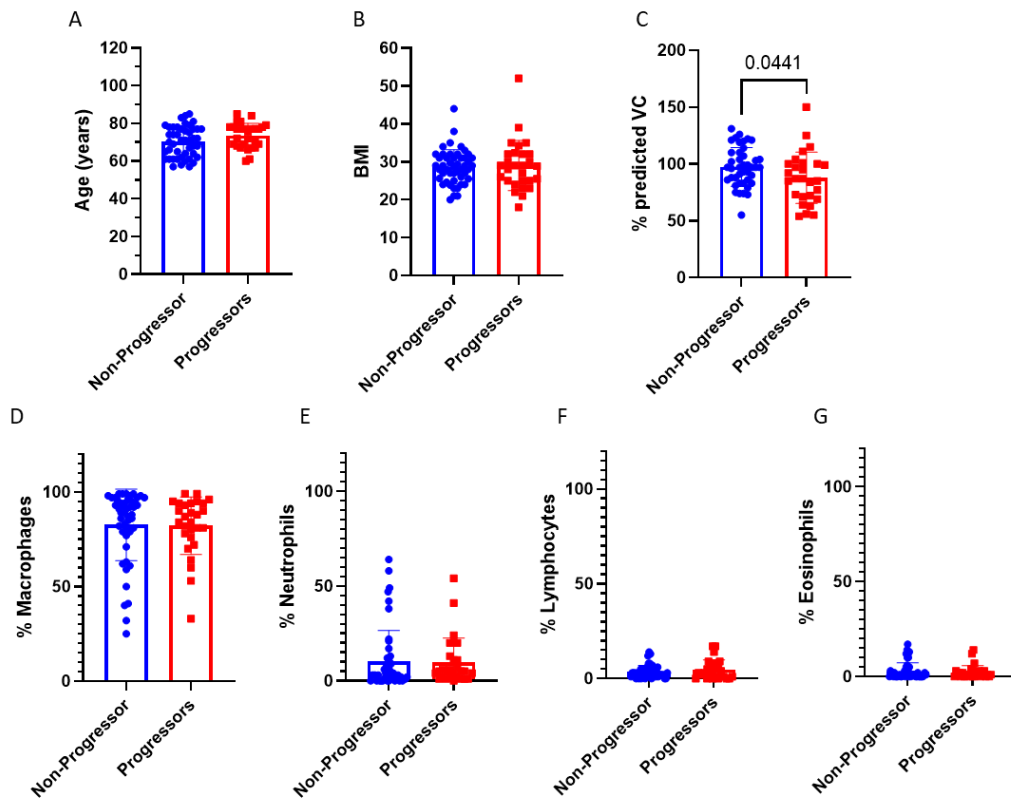 A
Age (years)
120
100
80
60
40
20
0
Non-Progressor
Progressors
B
BMI
60
50
40
30
20
10
0
Non-Progressor
Progressors
C
% predicted VC
200
150
100
50
0
0.0441
Non-Progressor
Progressors
D
% Macrophages
100
50
0
Non-Progressor
Progressors
E
% Neutrophils
100
50
0
Non-Progressor
Progressors
F
% Lymphocytes
100
50
0
Non-Progressor
Progressors
G
% Eosinophils
100
50
0
Non-Progressor
Progressors